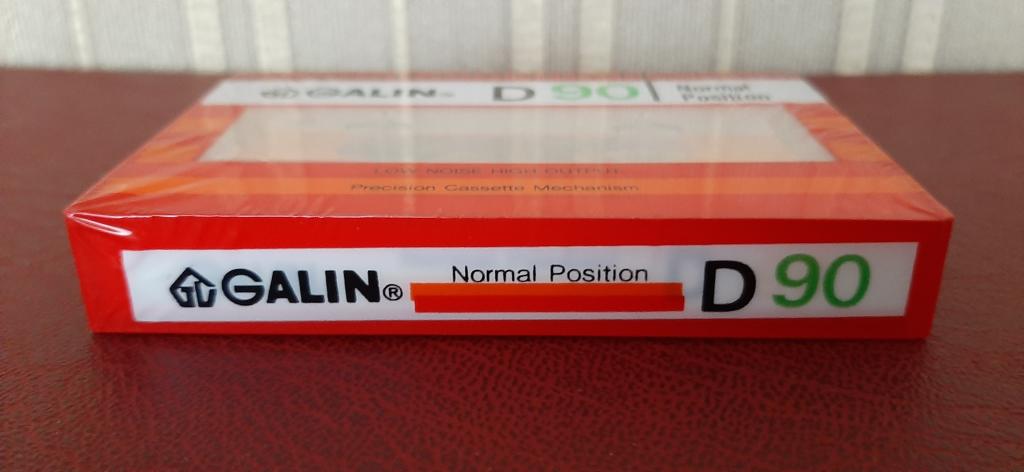 GALIN D 90 Normal
Position
LOW NOISE HIGH OUTPUT
Precision Cassette Mechanism
GALIN® Normal Position D 90